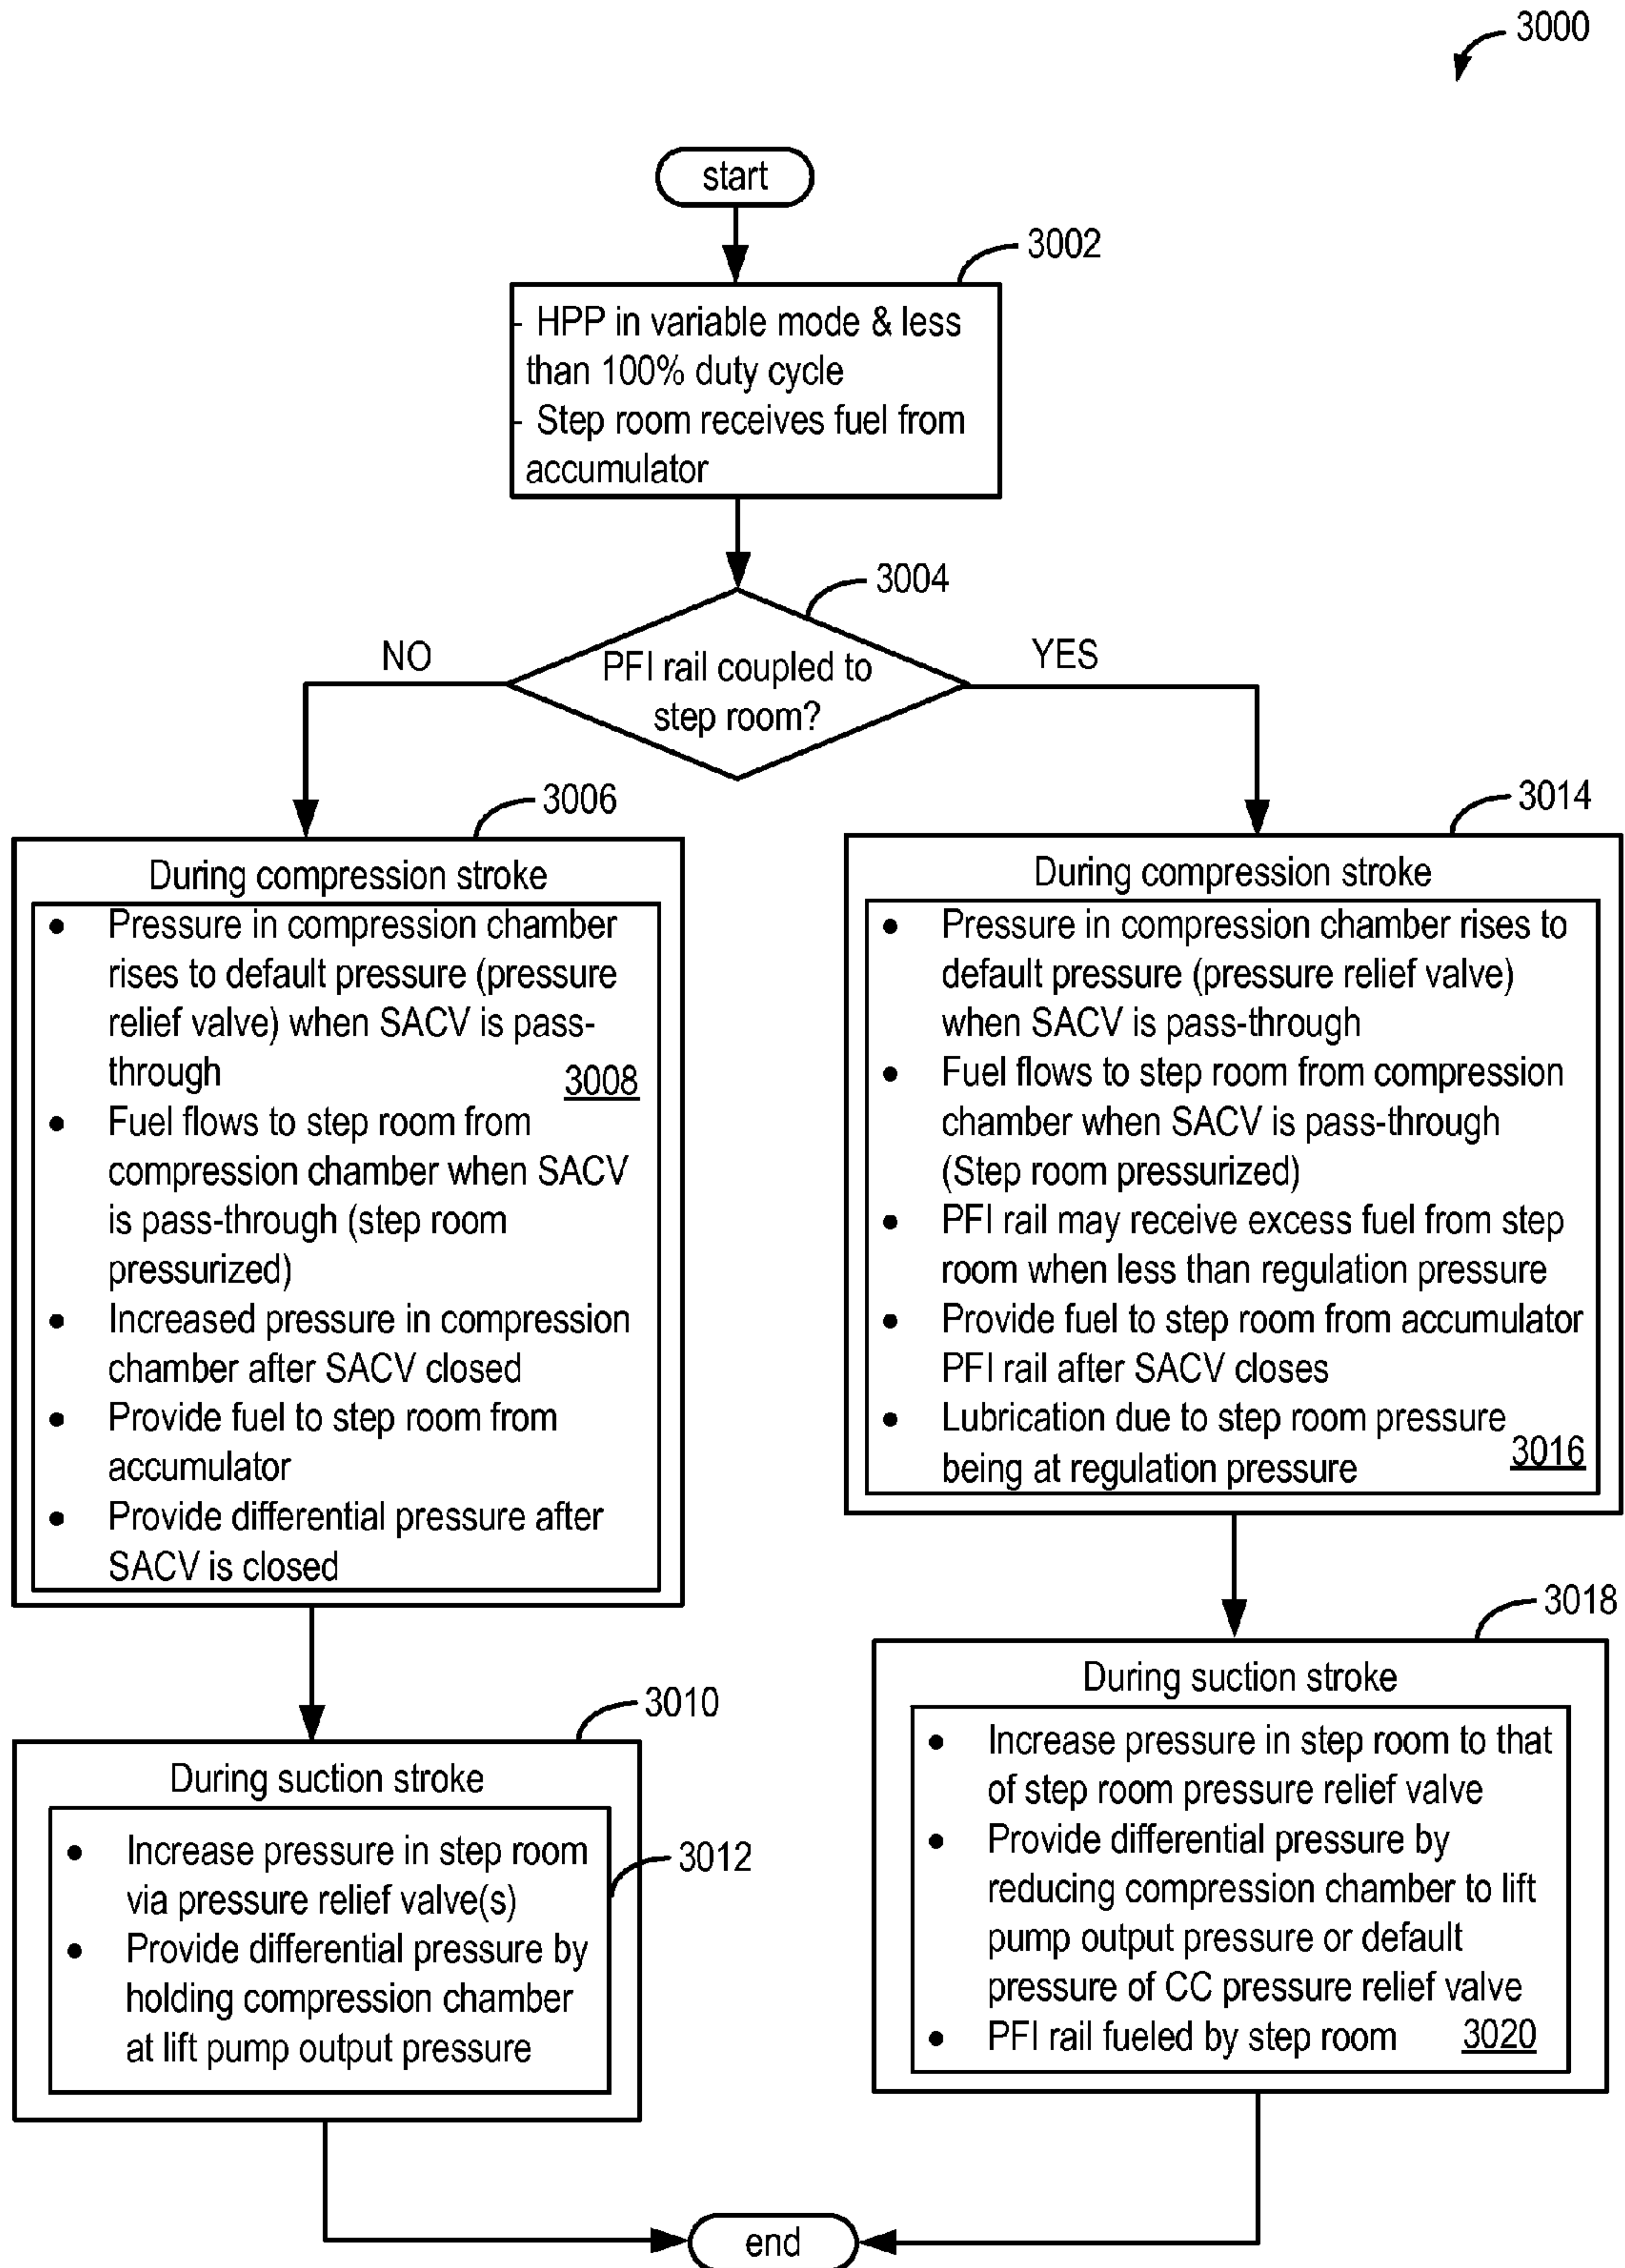 3000
start
3002
- HPP in variable mode & less
than 100% duty cycle
- Step room receives fuel from
accumulator
3004
PFI rail coupled to
step room?
NO
YES
3006
During compression stroke
• Pressure in compression chamber
rises to default pressure (pressure
relief valve) when SACV is pass-
through
3008
• Fuel flows to step room from
compression chamber when SACV
is pass-through (step room
pressurized)
• Increased pressure in compression
chamber after SACV closed
• Provide fuel to step room from
accumulator
• Provide differential pressure after
SACV is closed
3010
During suction stroke
• Increase pressure in step room
via pressure relief valve(s)
• Provide differential pressure by
holding compression chamber
at lift pump output pressure
3012
3014
During compression stroke
• Pressure in compression chamber rises to
default pressure (pressure relief valve)
when SACV is pass-through
• Fuel flows to step room from compression
chamber when SACV is pass-through
(Step room pressurized)
• PFI rail may receive excess fuel from step
room when less than regulation pressure
• Provide fuel to step room from accumulator
PFI rail after SACV closes
• Lubrication due to step room pressure
being at regulation pressure
3016
3018
During suction stroke
• Increase pressure in step room to that
of step room pressure relief valve
• Provide differential pressure by
reducing compression chamber to lift
pump output pressure or default
pressure of CC pressure relief valve
• PFI rail fueled by step room
3020
end